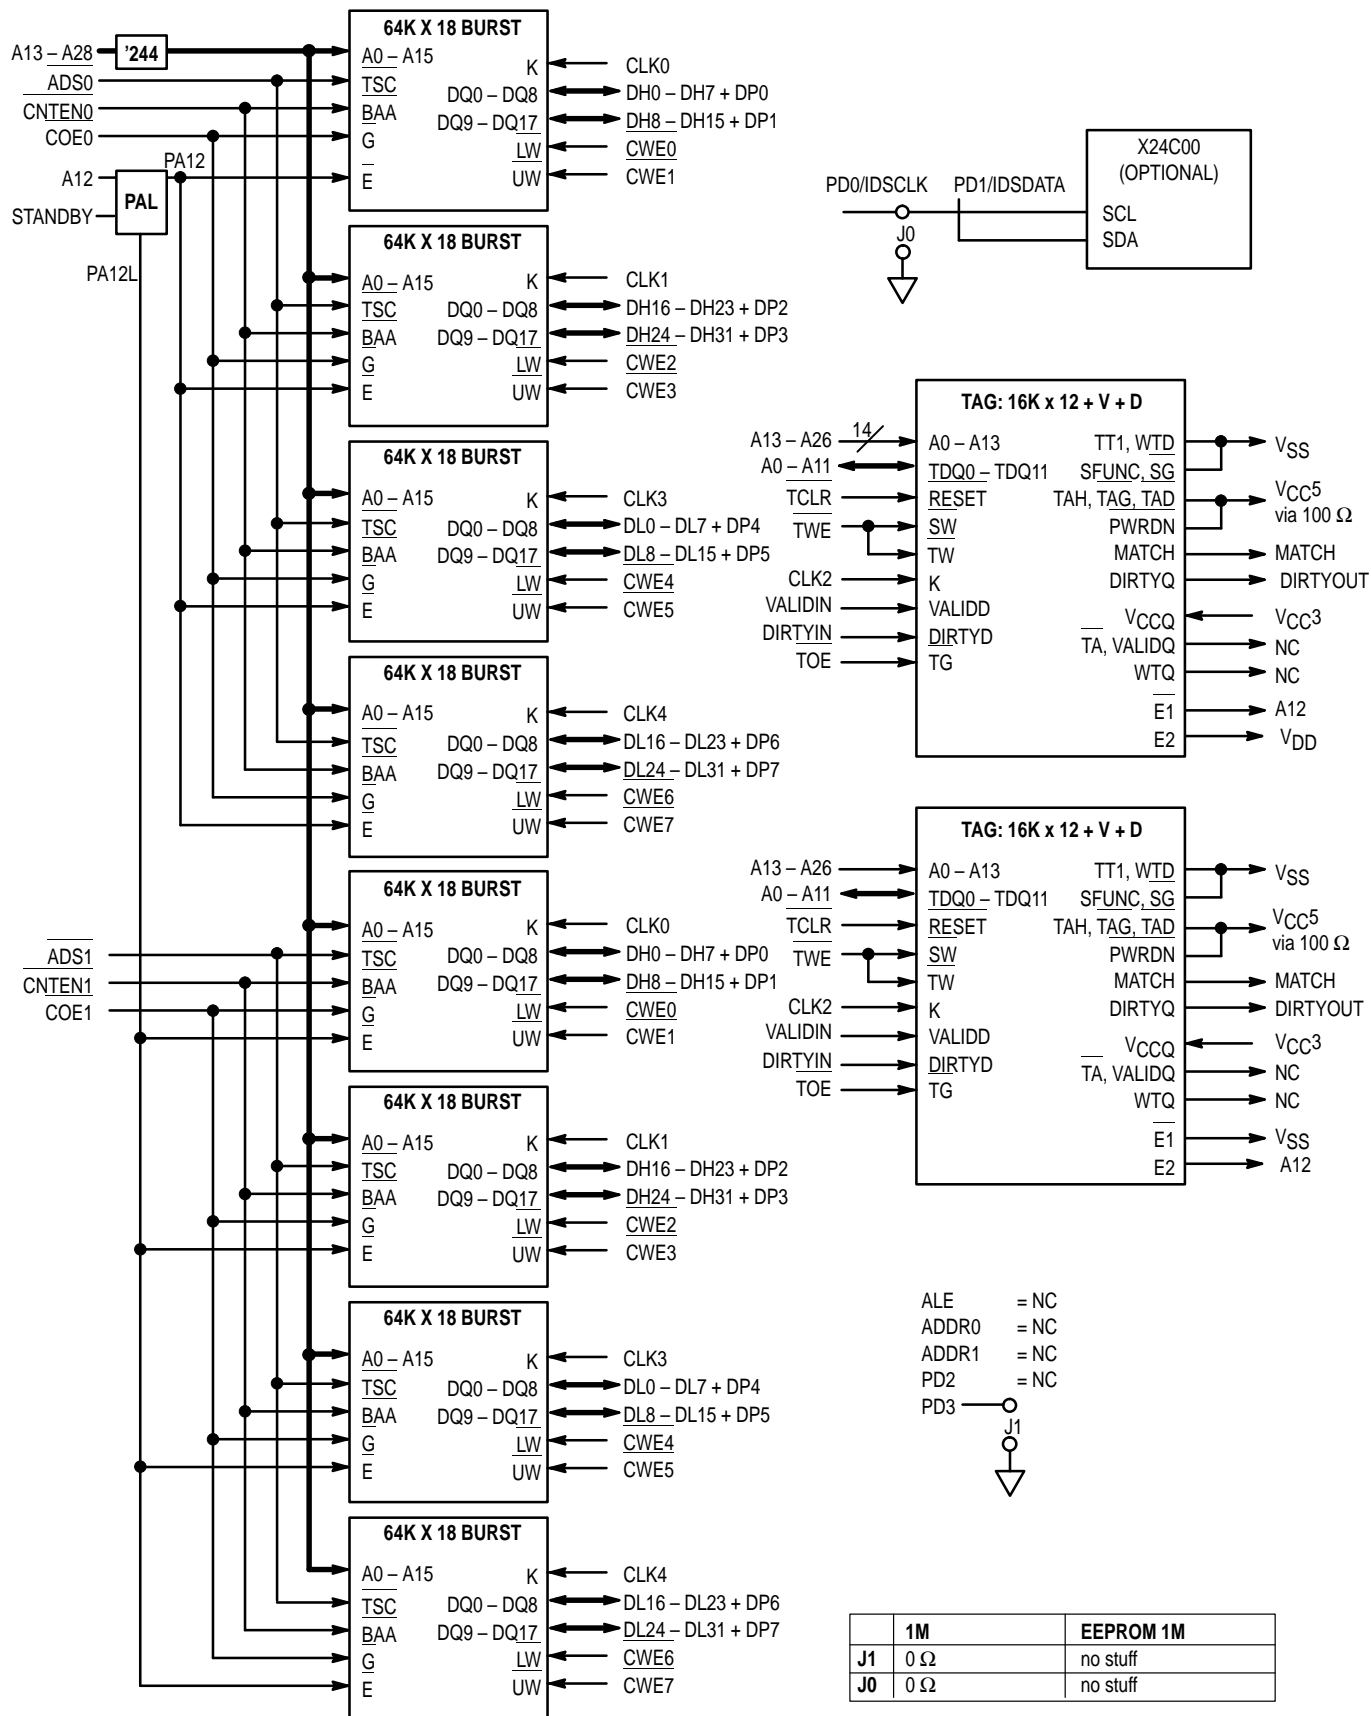 A13 – A28
'244
ADS0
CNTEN0
COE0
A12
STANDBY
PAL
PA12
PA12L
64K X 18 BURST
A0 – A15
TSC
BAA
G
E
K
DQ0 – DQ8
DQ9 – DQ17
LW
UW
CLK0
DH0 – DH7 + DP0
DH8 – DH15 + DP1
CWE0
CWE1
64K X 18 BURST
A0 – A15
TSC
BAA
G
E
K
DQ0 – DQ8
DQ9 – DQ17
LW
UW
CLK1
DH16 – DH23 + DP2
DH24 – DH31 + DP3
CWE2
CWE3
64K X 18 BURST
A0 – A15
TSC
BAA
G
E
K
DQ0 – DQ8
DQ9 – DQ17
LW
UW
CLK3
DL0 – DL7 + DP4
DL8 – DL15 + DP5
CWE4
CWE5
64K X 18 BURST
A0 – A15
TSC
BAA
G
E
K
DQ0 – DQ8
DQ9 – DQ17
LW
UW
CLK4
DL16 – DL23 + DP6
DL24 – DL31 + DP7
CWE6
CWE7
ADS1
CNTEN1
COE1
64K X 18 BURST
A0 – A15
TSC
BAA
G
E
K
DQ0 – DQ8
DQ9 – DQ17
LW
UW
CLK0
DH0 – DH7 + DP0
DH8 – DH15 + DP1
CWE0
CWE1
64K X 18 BURST
A0 – A15
TSC
BAA
G
E
K
DQ0 – DQ8
DQ9 – DQ17
LW
UW
CLK1
DH16 – DH23 + DP2
DH24 – DH31 + DP3
CWE2
CWE3
64K X 18 BURST
A0 – A15
TSC
BAA
G
E
K
DQ0 – DQ8
DQ9 – DQ17
LW
UW
CLK3
DL0 – DL7 + DP4
DL8 – DL15 + DP5
CWE4
CWE5
64K X 18 BURST
A0 – A15
TSC
BAA
G
E
K
DQ0 – DQ8
DQ9 – DQ17
LW
UW
CLK4
DL16 – DL23 + DP6
DL24 – DL31 + DP7
CWE6
CWE7
PD0/IDSCLK
PD1/IDSDATA
J0
X24C00
(OPTIONAL)
SCL
SDA
TAG: 16K x 12 + V + D
A13 – A26
14
A0 – A11
TCLR
TWE
CLK2
VALIDIN
DIRTYIN
TOE
A0 – A13
TDQ0 – TDQ11
RESET
SW
TW
K
VALIDD
DIRTYD
TG
TT1, WTD
SFUNC, SG
TAH, TAG, TAD
PWRDN
MATCH
DIRTYQ
VCCQ
TA, VALIDQ
WTQ
E1
E2
VSS
VCC5
via 100 Ω
MATCH
DIRTYOUT
VCC3
NC
NC
A12
VDD
TAG: 16K x 12 + V + D
A13 – A26
A0 – A11
TCLR
TWE
CLK2
VALIDIN
DIRTYIN
TOE
A0 – A13
TDQ0 – TDQ11
RESET
SW
TW
K
VALIDD
DIRTYD
TG
TT1, WTD
SFUNC, SG
TAH, TAG, TAD
PWRDN
MATCH
DIRTYQ
VCCQ
TA, VALIDQ
WTQ
E1
E2
VSS
VCC5
via 100 Ω
MATCH
DIRTYOUT
VCC3
NC
NC
VSS
A12
ALE = NC
ADDR0 = NC
ADDR1 = NC
PD2 = NC
PD3
J1
1M EEPROM 1M
J1 0 Ω no stuff
J0 0 Ω no stuff